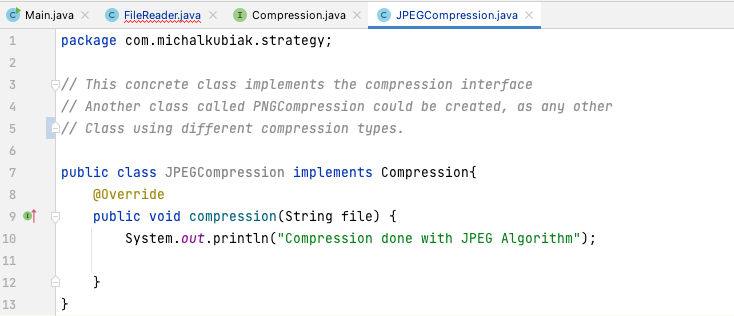 Main.java FileReader.java Compression.java JPEGCompression.java
1 package com.michalkubiak.strategy;
2
3 // This concrete class implements the compression interface
4 // Another class called PNGCompression could be created, as any other
5 // Class using different compression types.
6
7 public class JPEGCompression implements Compression{
8 @Override
9 public void compression(String file) {
10 System.out.println("Compression done with JPEG Algorithm");
11
12 }
13 }